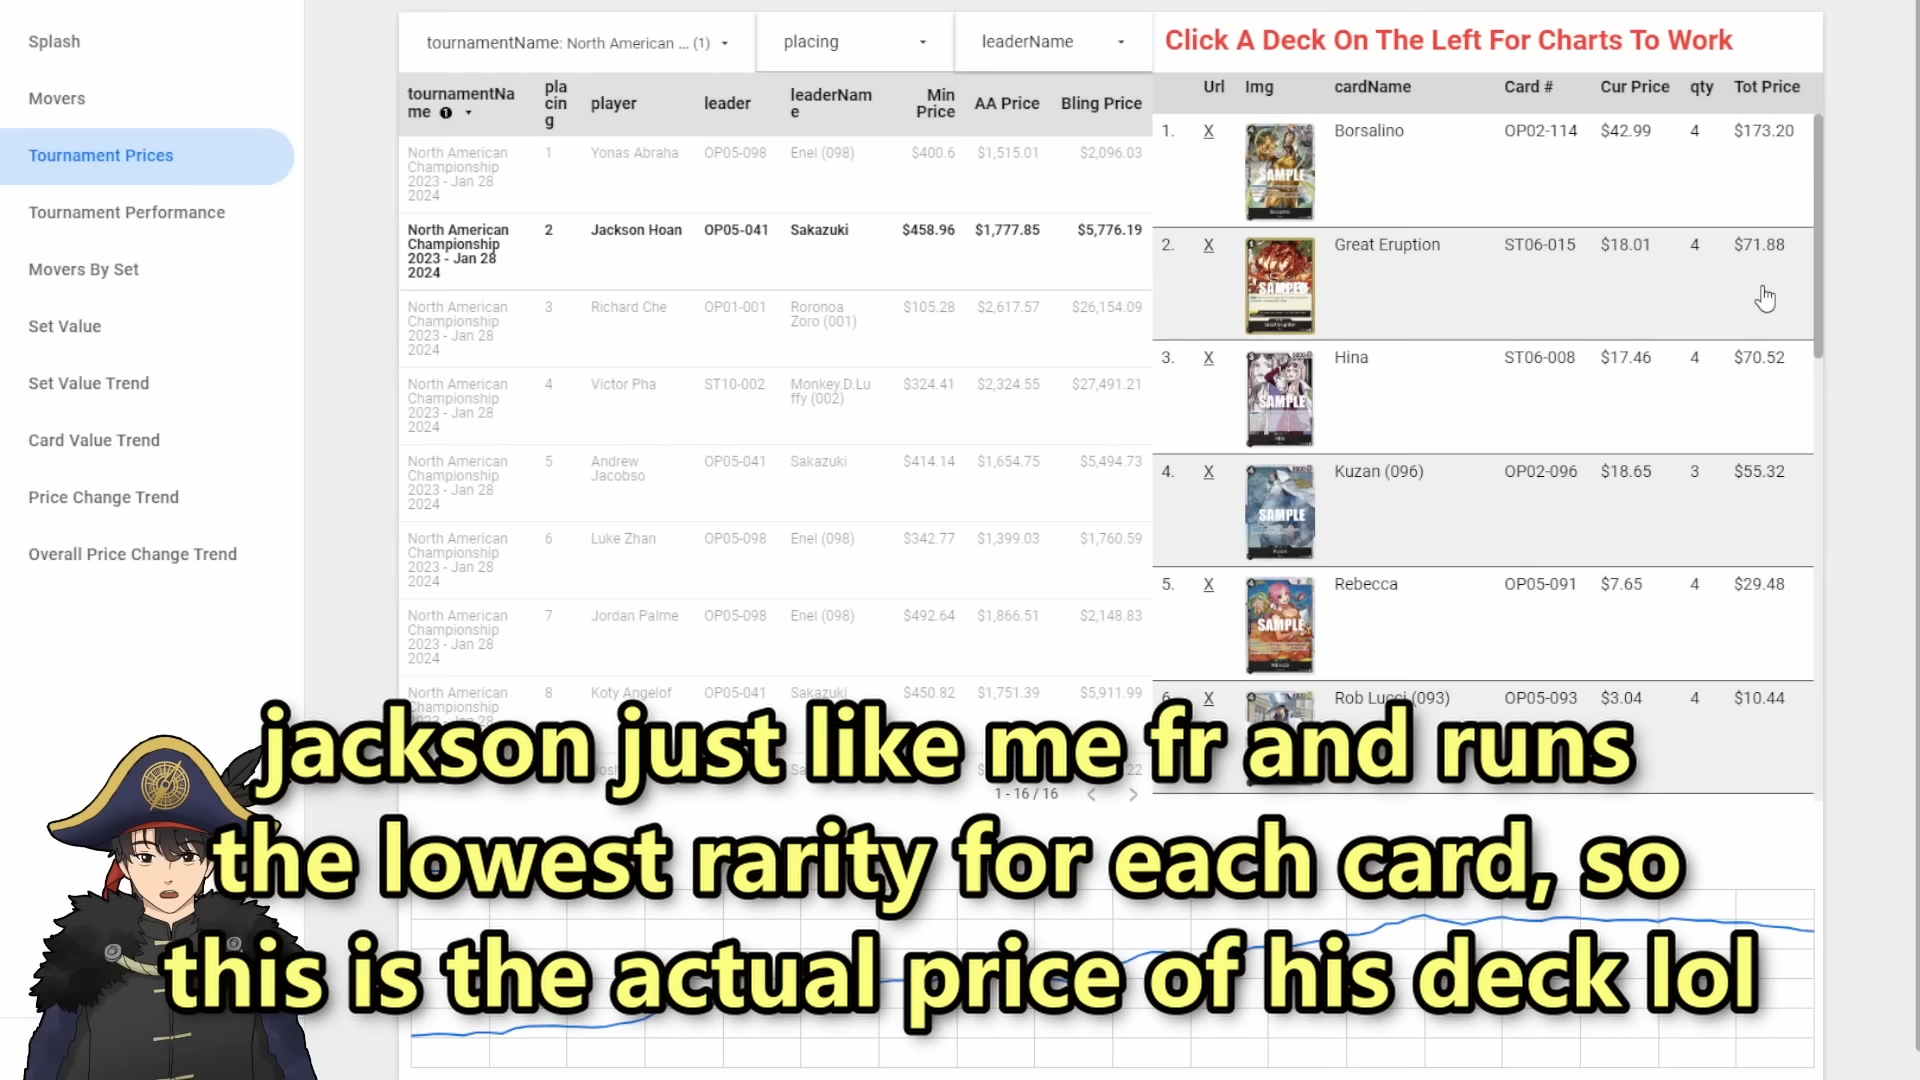 Splash
Movers
Tournament Prices
Tournament Performance
Movers By Set
Set Value
Set Value Trend
Card Value Trend
Price Change Trend
Overall Price Change Trend
tournamentName: North American ... (1)
placing
leaderName
Click A Deck On The Left For Charts To Work
tournamentNa
me 1
pla
cin
g
player
leader
leaderNam
e
Min
Price
AA Price
Bling Price
North American
Championship
2023 - Jan 28
2024
1
Yonas Abraha
OP05-098
Enel (098)
$400.6
$1,515.01
$2,096.03
North American
Championship
2023 - Jan 28
2024
2
Jackson Hoan
OP05-041
Sakazuki
$458.96
$1,777.85
$5,776.19
North American
Championship
2023 - Jan 28
2024
3
Richard Che
OP01-001
Roronoa
Zoro (001)
$105.28
$2,617.57
$26,154.09
North American
Championship
2023 - Jan 28
2024
4
Victor Pha
ST10-002
Monkey.D.Lu
ffy (002)
$324.41
$2,324.55
$27,491.21
North American
Championship
2023 - Jan 28
2024
5
Andrew
Jacobso
OP05-041
Sakazuki
$414.14
$1,654.75
$5,494.73
North American
Championship
2023 - Jan 28
2024
6
Luke Zhan
OP05-098
Enel (098)
$342.77
$1,399.03
$1,760.59
North American
Championship
2023 - Jan 28
2024
7
Jordan Palme
OP05-098
Enel (098)
$492.64
$1,866.51
$2,148.83
North American
Championship
8
Koty Angelof
OP05-041
Sakazuki
$450.82
$1,751.39
$5,911.99
1 - 16 / 16
Url
Img
cardName
Card #
Cur Price
qty
Tot Price
1.
X
SAMPLE
Borsalino
OP02-114
$42.99
4
$173.20
2.
X
SAMPLE
Great Eruption
ST06-015
$18.01
4
$71.88
3.
X
SAMPLE
Hina
ST06-008
$17.46
4
$70.52
4.
X
SAMPLE
Kuzan (096)
OP02-096
$18.65
3
$55.32
5.
X
SAMPLE
Rebecca
OP05-091
$7.65
4
$29.48
6.
X
Rob Lucci (093)
OP05-093
$3.04
4
$10.44
jackson just like me fr and runs
the lowest rarity for each card, so
this is the actual price of his deck lol